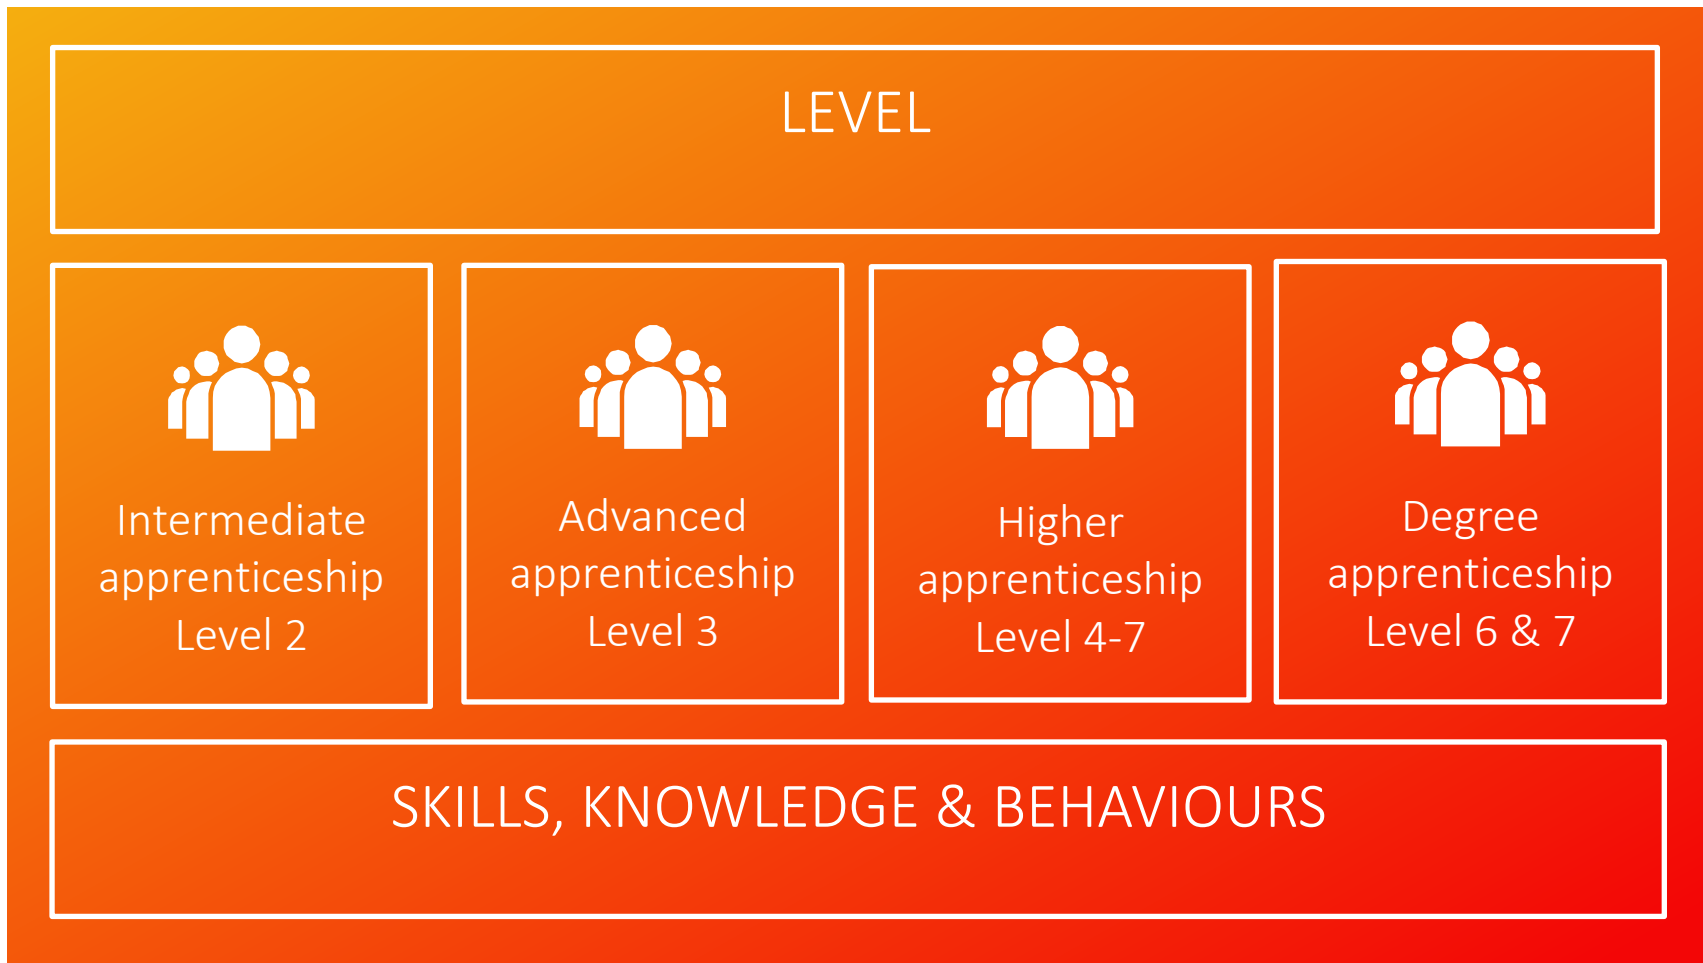 LEVEL
Intermediate
apprenticeship
Level 2
Advanced
apprenticeship
Level 3
Higher
apprenticeship
Level 4-7
Degree
apprenticeship
Level 6 & 7
SKILLS, KNOWLEDGE & BEHAVIOURS